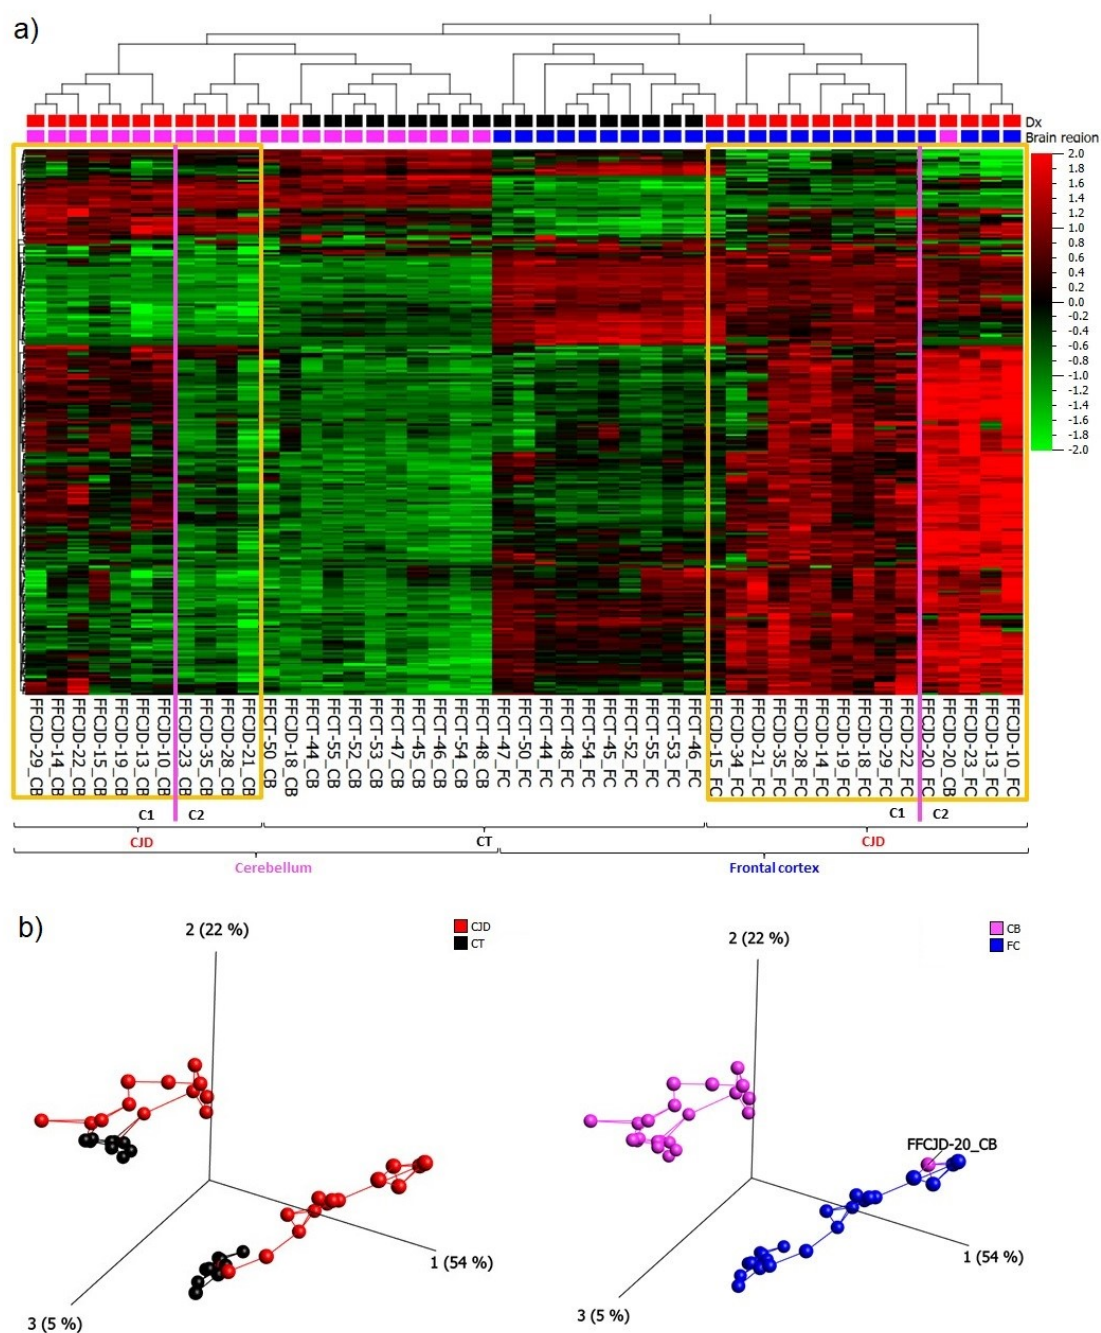 a)
Dx
Brain region
2.0
1.8
1.6
1.4
1.2
1.0
0.8
0.6
0.4
0.2
0.0
-0.2
-0.4
-0.6
-0.8
-1.0
-1.2
-1.4
-1.6
-1.8
-2.0
FFCJD-29_CB
FFCJD-14_CB
FFCJD-22_CB
FFCJD-15_CB
FFCJD-19_CB
FFCJD-13_CB
FFCJD-10_CB
FFCJD-23_CB
FFCJD-35_CB
FFCJD-28_CB
FFCJD-21_CB
FFCT-50_CB
FFCJD-18_CB
FFCT-44_CB
FFCT-55_CB
FFCT-52_CB
FFCT-53_CB
FFCT-47_CB
FFCT-45_CB
FFCT-46_CB
FFCT-54_CB
FFCT-48_CB
FFCT-47_FC
FFCT-50_FC
FFCT-44_FC
FFCT-48_FC
FFCT-54_FC
FFCT-45_FC
FFCT-52_FC
FFCT-55_FC
FFCT-53_FC
FFCT-46_FC
FFCJD-15_FC
FFCJD-34_FC
FFCJD-21_FC
FFCJD-35_FC
FFCJD-28_FC
FFCJD-14_FC
FFCJD-19_FC
FFCJD-18_FC
FFCJD-29_FC
FFCJD-22_FC
FFCJD-20_FC
FFCJD-20_CB
FFCJD-23_FC
FFCJD-13_FC
FFCJD-10_FC
C1 C2 C1 C2
CJD CT CJD
Cerebellum Frontal cortex
b)
2 (22 %)
CJD
CT
1 (54 %)
3 (5 %)
2 (22 %)
CB
FC
FFCJD-20_CB
1 (54 %)
3 (5 %)